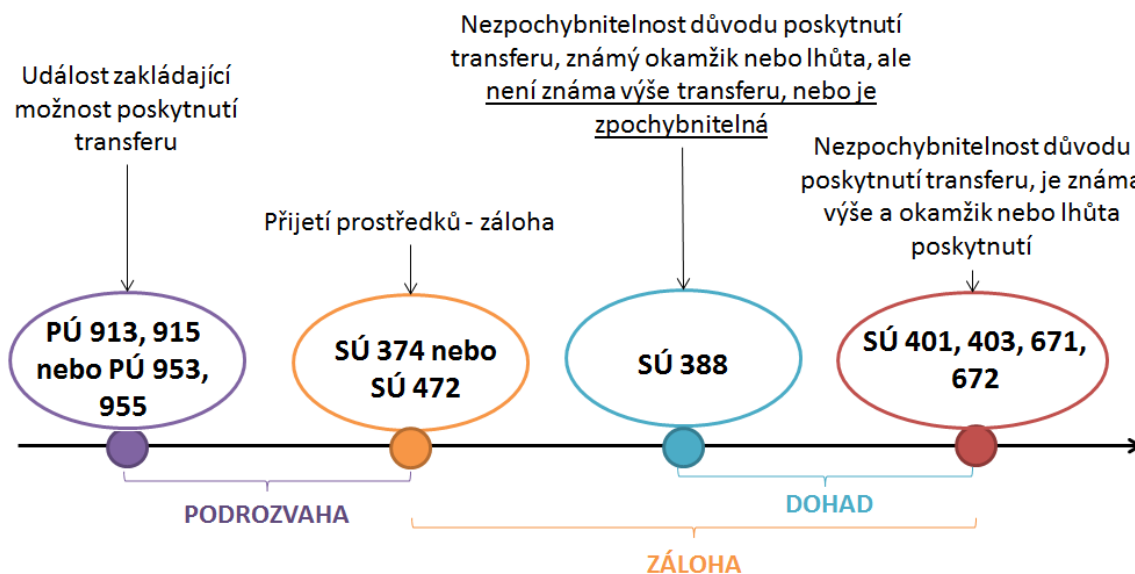 Událost zakládající
možnost poskytnutí
transferu
Přijetí prostředků - záloha
Nezpochybnitelnost důvodu poskytnutí
transferu, známý okamžik nebo lhůta, ale
není známa výše transferu, nebo je
zpochybnitelná
Nezpochybnitelnost důvodu
poskytnutí transferu, je známa
výše a okamžik nebo lhůta
poskytnutí
PÚ 913, 915
nebo PÚ 953,
955
SÚ 374 nebo
SÚ 472
SÚ 388
SÚ 401, 403, 671,
672
PODROZVAHA
DOHAD
ZÁLOHA